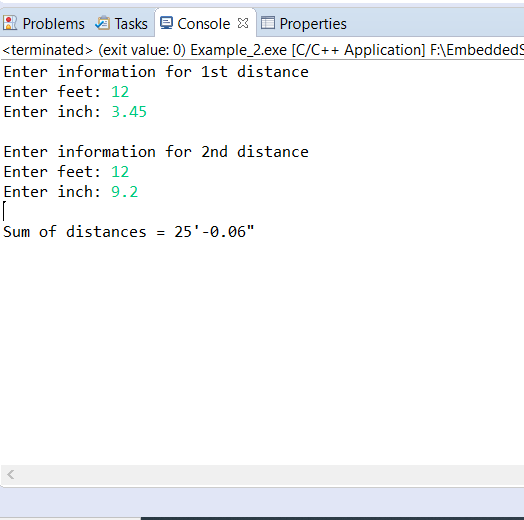 Problems Tasks Console Properties
<terminated> (exit value: 0) Example_2.exe [C/C++ Application] F:\EmbeddedS
Enter information for 1st distance
Enter feet: 12
Enter inch: 3.45
Enter information for 2nd distance
Enter feet: 12
Enter inch: 9.2
Sum of distances = 25'-0.06"